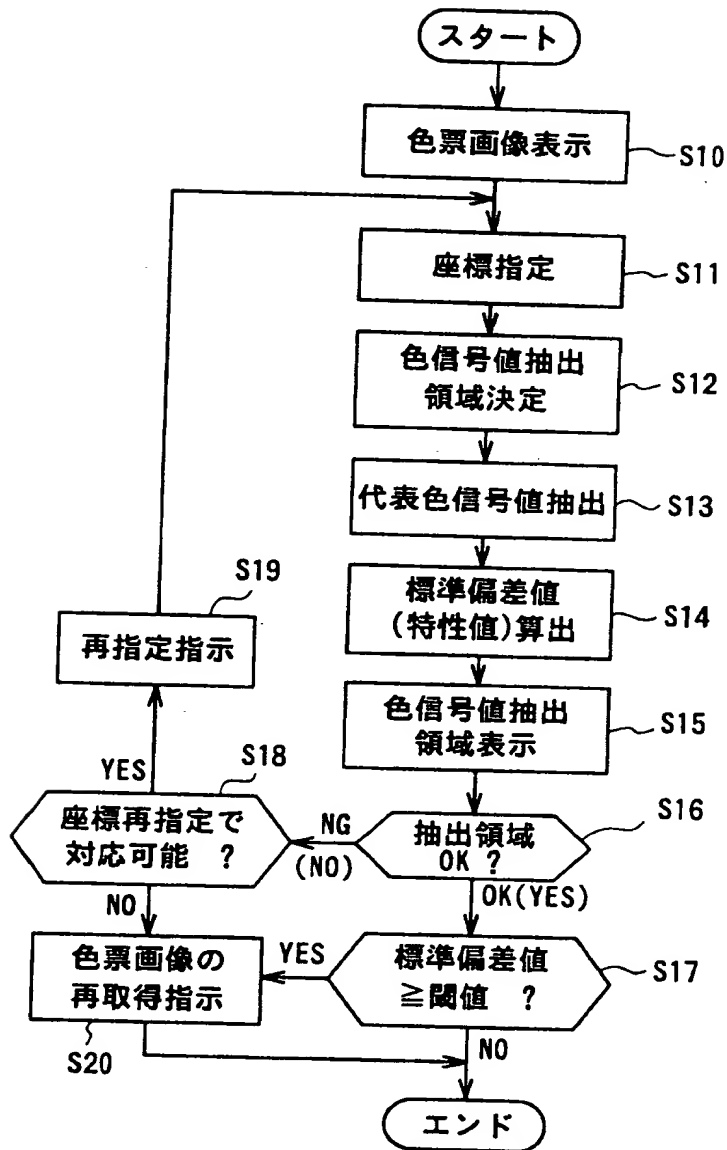 スタート
色票画像表示
S10
座標指定
S11
色信号値抽出
領域決定
S12
代表色信号値抽出
S13
標準偏差値
(特性値)算出
S14
色信号値抽出
領域表示
S15
抽出領域
OK ?
S16
NG
(NO)
OK(YES)
座標再指定で
対応可能 ?
S18
YES
NO
再指定指示
S19
標準偏差値
≧閾値 ?
S17
YES
NO
色票画像の
再取得指示
S20
エンド